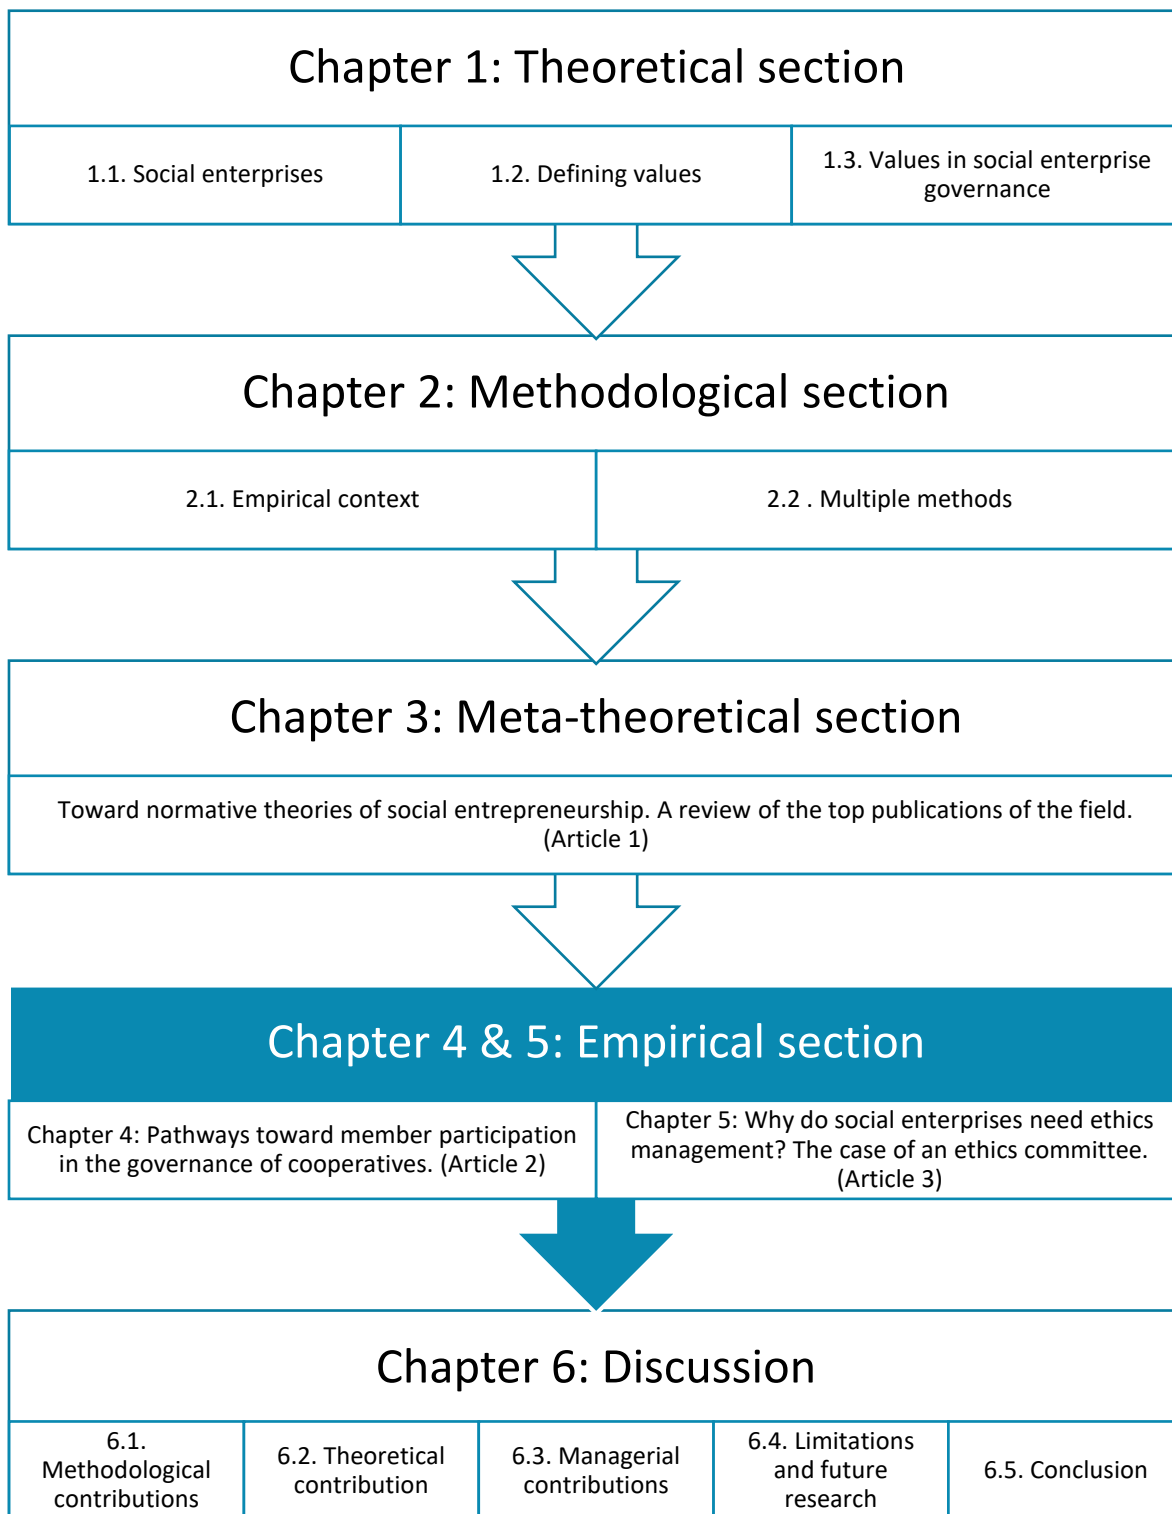 Chapter 1: Theoretical section
1.1. Social enterprises
1.2. Defining values
1.3. Values in social enterprise
governance
Chapter 2: Methodological section
2.1. Empirical context
2.2 . Multiple methods
Chapter 3: Meta-theoretical section
Toward normative theories of social entrepreneurship. A review of the top publications of the field.
(Article 1)
Chapter 4 & 5: Empirical section
Chapter 4: Pathways toward member participation
in the governance of cooperatives. (Article 2)
Chapter 5: Why do social enterprises need ethics
management? The case of an ethics committee.
(Article 3)
Chapter 6: Discussion
6.1.
Methodological
contributions
6.2. Theoretical
contribution
6.3. Managerial
contributions
6.4. Limitations
and future
research
6.5. Conclusion